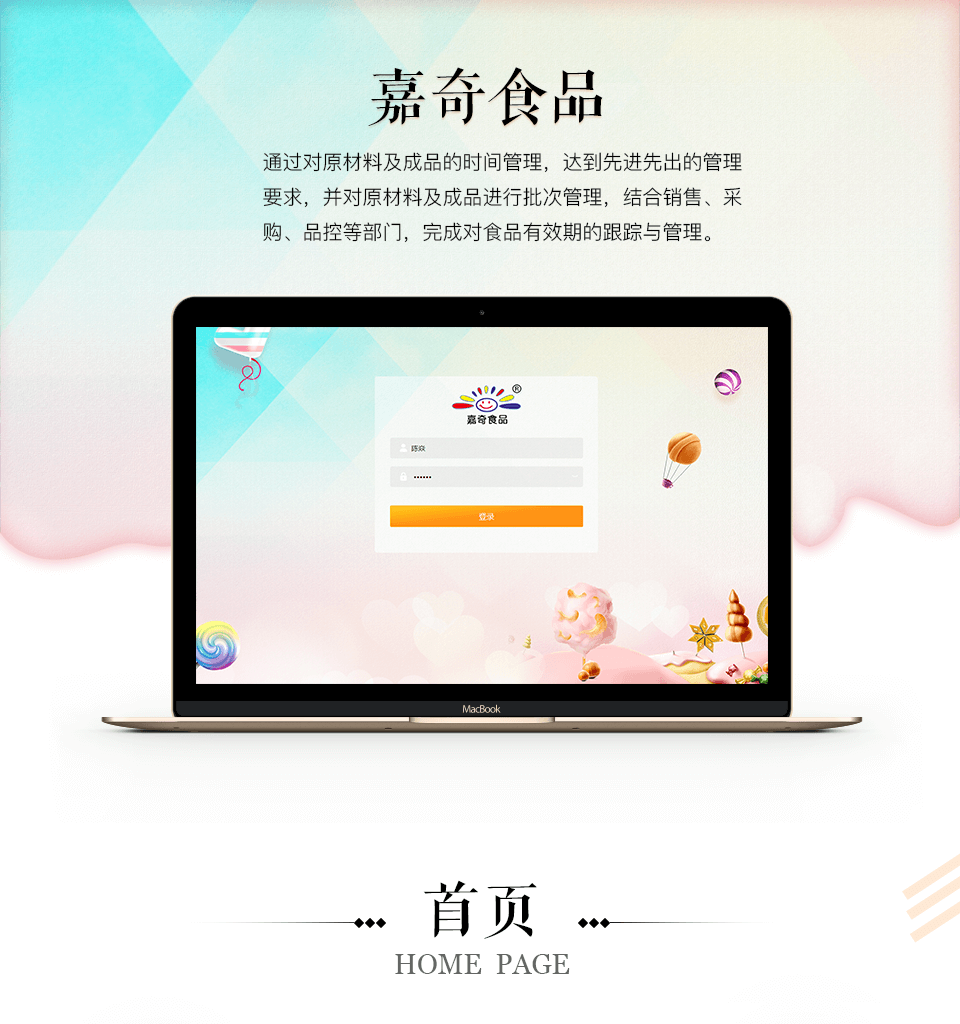 嘉奇食品
通过对原材料及成品的时间管理，达到先进先出的管理
要求，并对原材料及成品进行批次管理，结合销售、采
购、品控等部门，完成对食品有效期的跟踪与管理。
®
嘉奇食品
登录
MacBook
首页
HOME PAGE